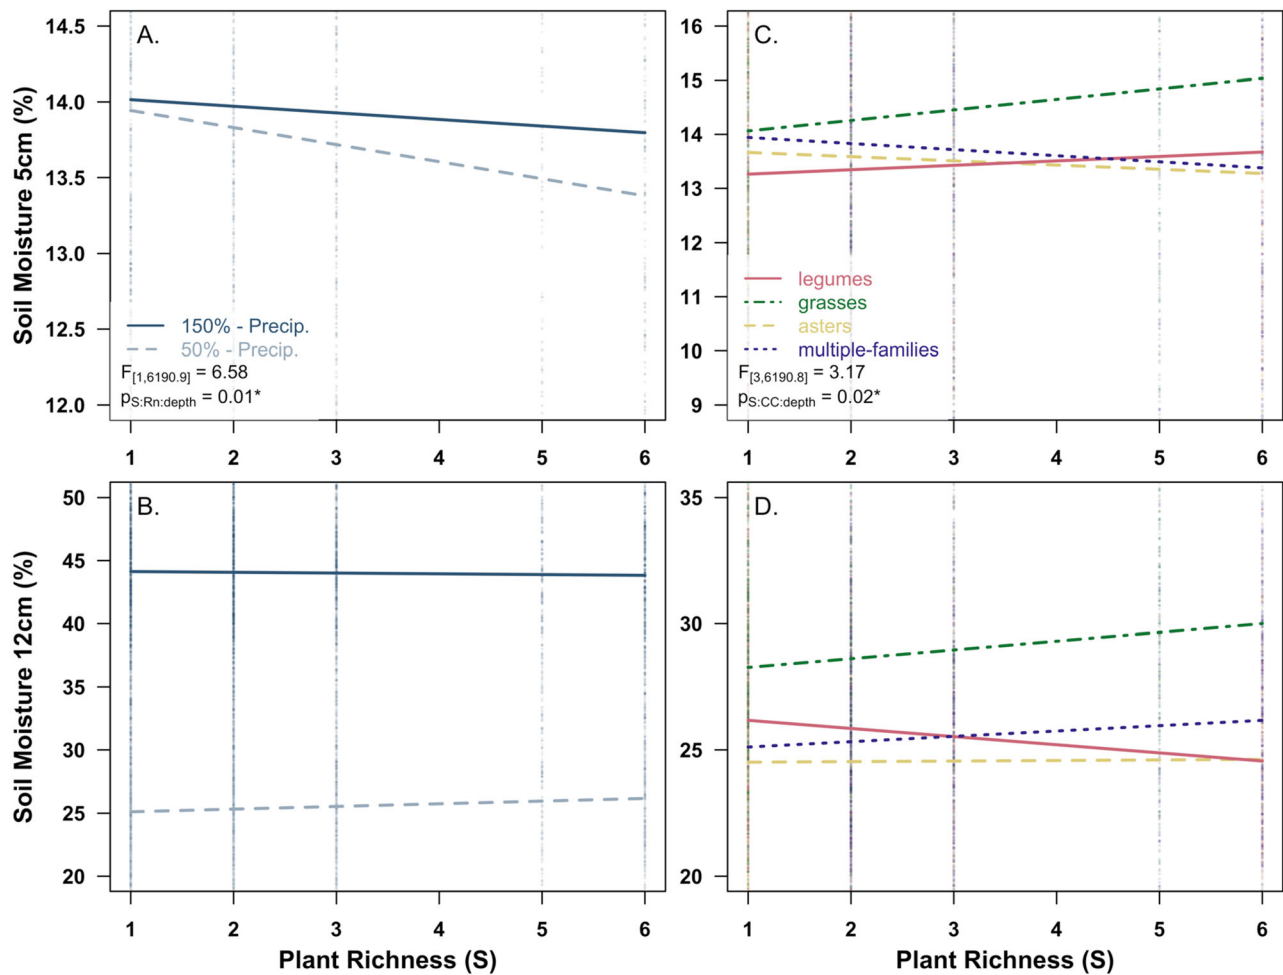 Soil Moisture 5cm (%)
14.5
14.0
13.5
13.0
12.5
12.0
A.
150% - Precip.
50% - Precip.
F[1,6190.9] = 6.58
pS:Rn:depth = 0.01*
1 2 3 4 5 6
16
15
14
13
12
11
10
9
C.
legumes
grasses
asters
multiple-families
F[3,6190.8] = 3.17
pS:CC:depth = 0.02*
1 2 3 4 5 6
Soil Moisture 12cm (%)
50
45
40
35
30
25
20
B.
1 2 3 4 5 6
Plant Richness (S)
35
30
25
20
D.
1 2 3 4 5 6
Plant Richness (S)